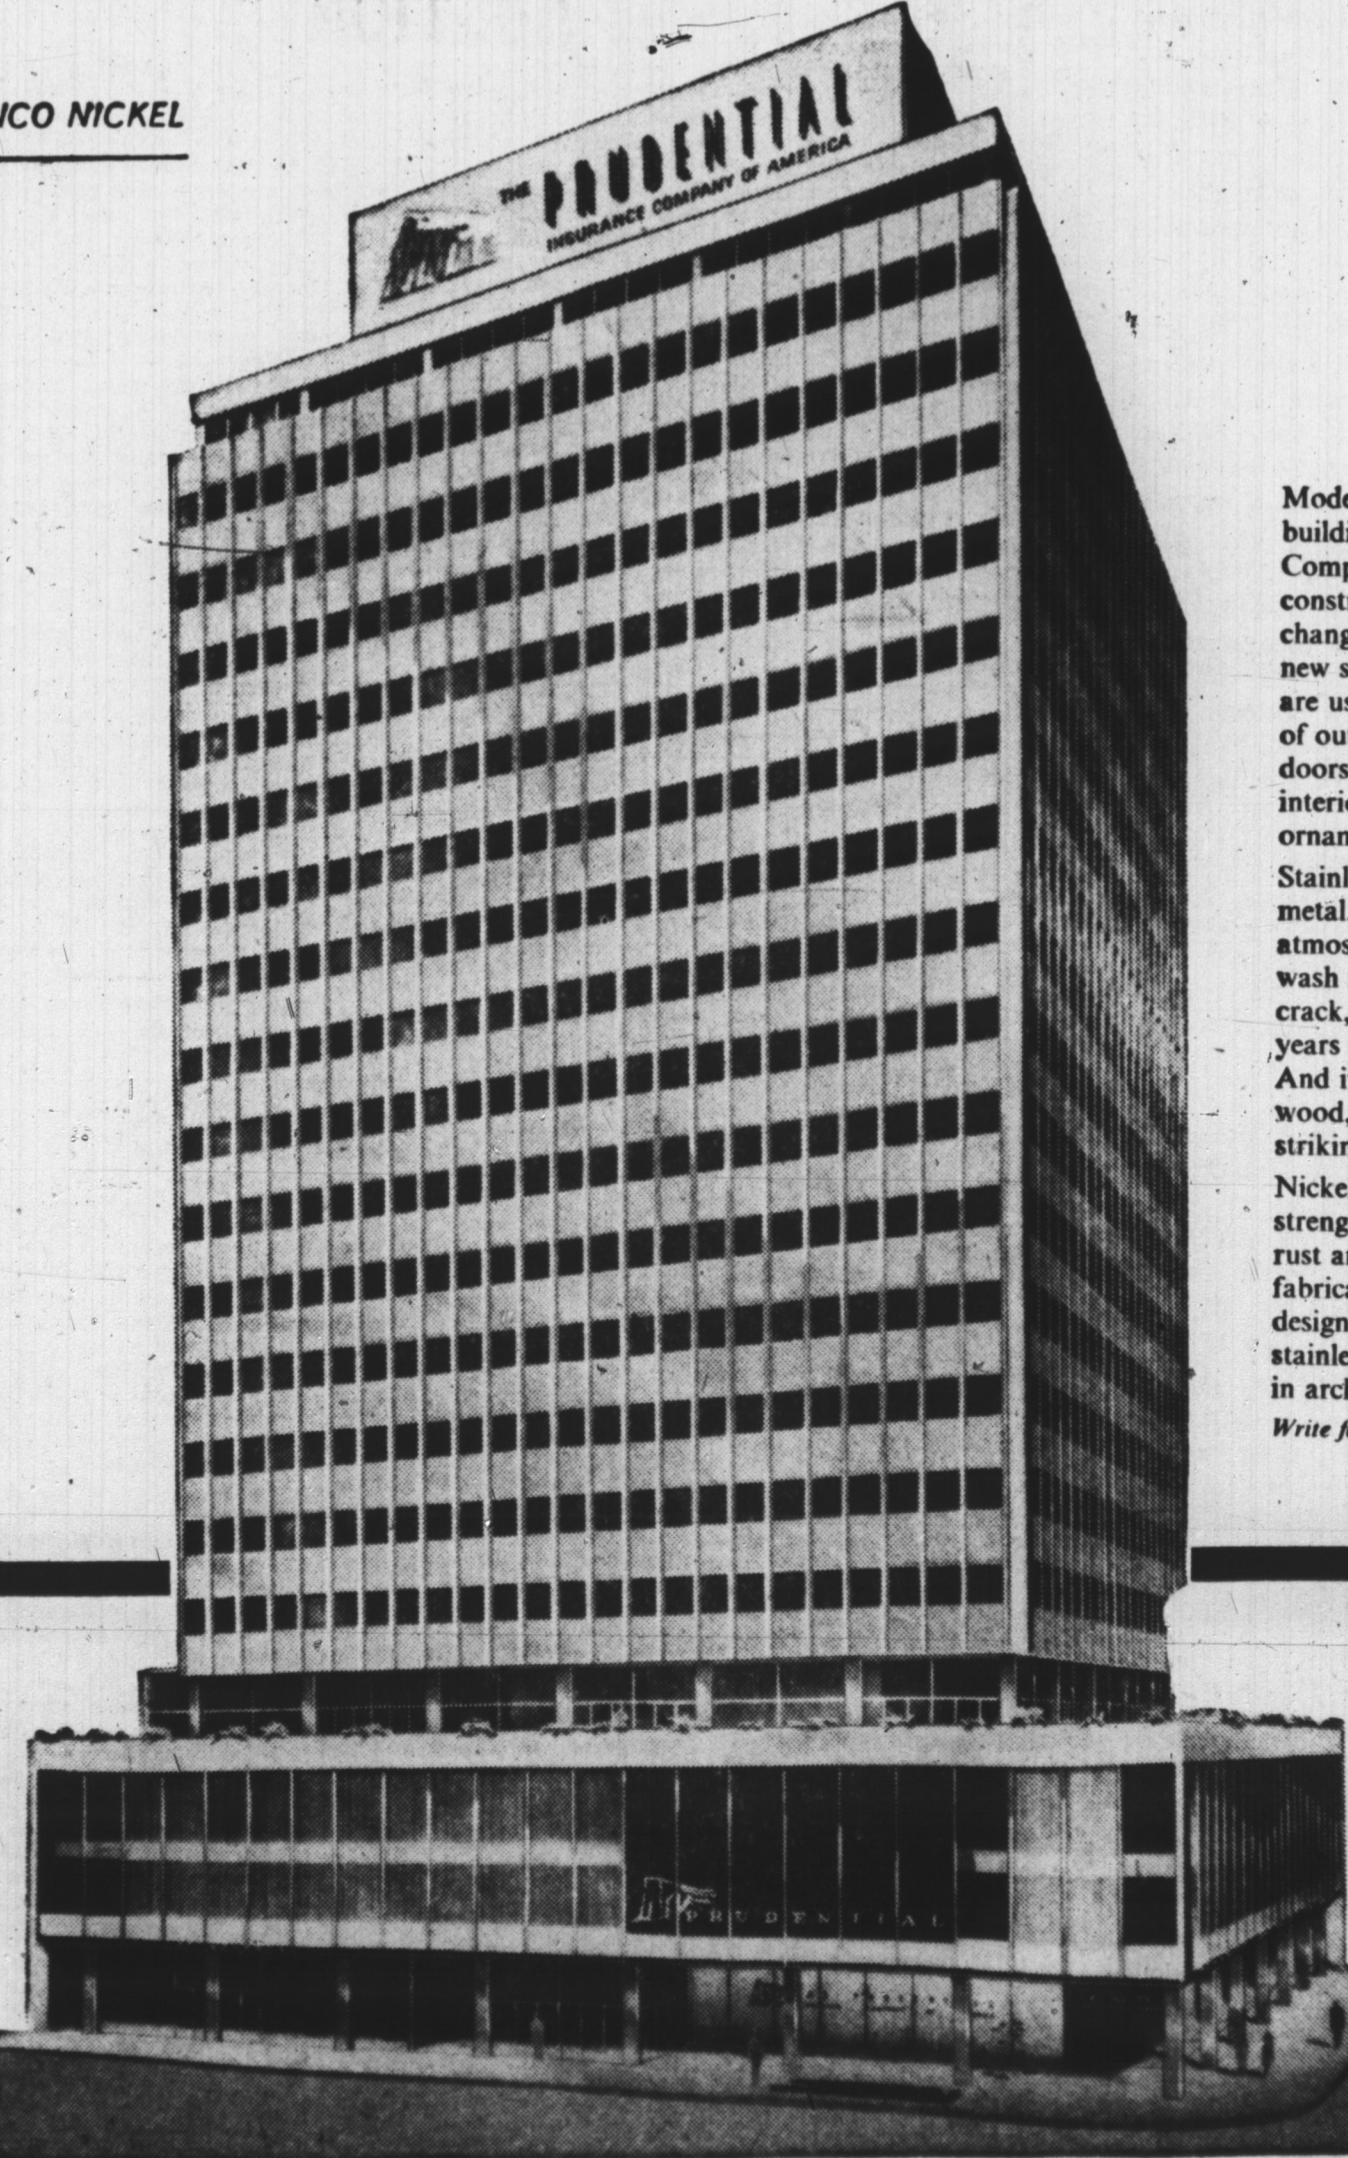 ICO NICKEL
THE PRUDENTIAL
INSURANCE COMPANY OF AMERICA
Mode
buildi
Comp
constr
chang
new s
are us
of ou
doors
interi
ornan
Stainl
metal.
atmos
wash
crack,
years
And i
wood,
strikin
Nicke
streng
rust a
fabrica
design
stainle
in arc
Write f
PRUDENTIAL